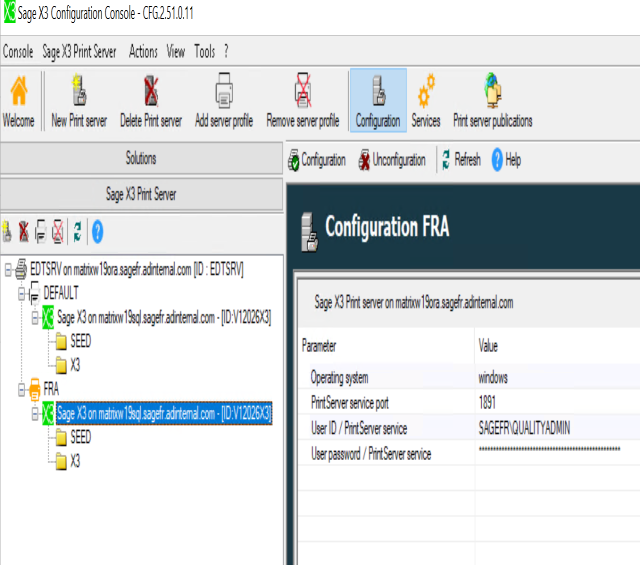 Sage X3 Configuration Console - CFG.2.51.0.11
Console Sage X3 Print Server Actions View Tools ?
Welcome New Print server Delete Print server Add server profile Remove server profile Configuration Services Print server publications
Solutions
Sage X3 Print Server
Configuration Unconfiguration Refresh Help
EDTSRV on matrixw19ora.sagefr.adinternal.com [ID : EDTSRV]
DEFAULT
Sage X3 on matrixw19sql.sagefr.adinternal.com - [ID:V12026X3]
SEED
X3
FRA
Sage X3 on matrixw19sql.sagefr.adinternal.com - [ID:V12026X3]
SEED
X3
Configuration FRA
Sage X3 Print server on matrixw19ora.sagefr.adinternal.com
Parameter Value
Operating system windows
PrintServer service port 1891
User ID / PrintServer service SAGEFR\QUALITYADMIN
User password / PrintServer service **************************************************